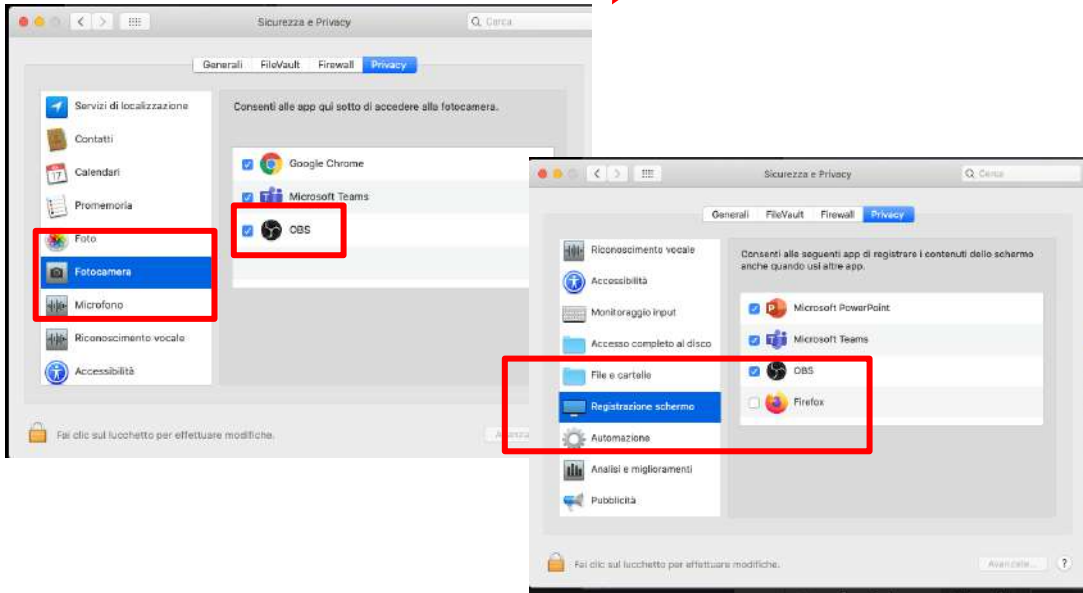 Sicurezza e Privacy
Cerca
Generali FileVault Firewall Privacy
Servizi di localizzazione
Contatti
Calendari
17
Promemoria
Foto
Fotocamera
Microfono
Riconoscimento vocale
Accessibilità
Consenti alle app qui sotto di accedere alla fotocamera.
Google Chrome
Microsoft Teams
OBS
Fai clic sul lucchetto per effettuare modifiche.
Sicurezza e Privacy
Cerca
Generali FileVault Firewall Privacy
Riconoscimento vocale
Accessibilità
Monitoraggio input
Accesso completo al disco
File e cartelle
Registrazione schermo
Automazione
Analisi e miglioramenti
Pubblicità
Consenti alle seguenti app di registrare i contenuti dello schermo
anche quando usi altre app.
Microsoft PowerPoint
Microsoft Teams
OBS
Firefox
Fai clic sul lucchetto per effettuare modifiche.
Avanzate...
?